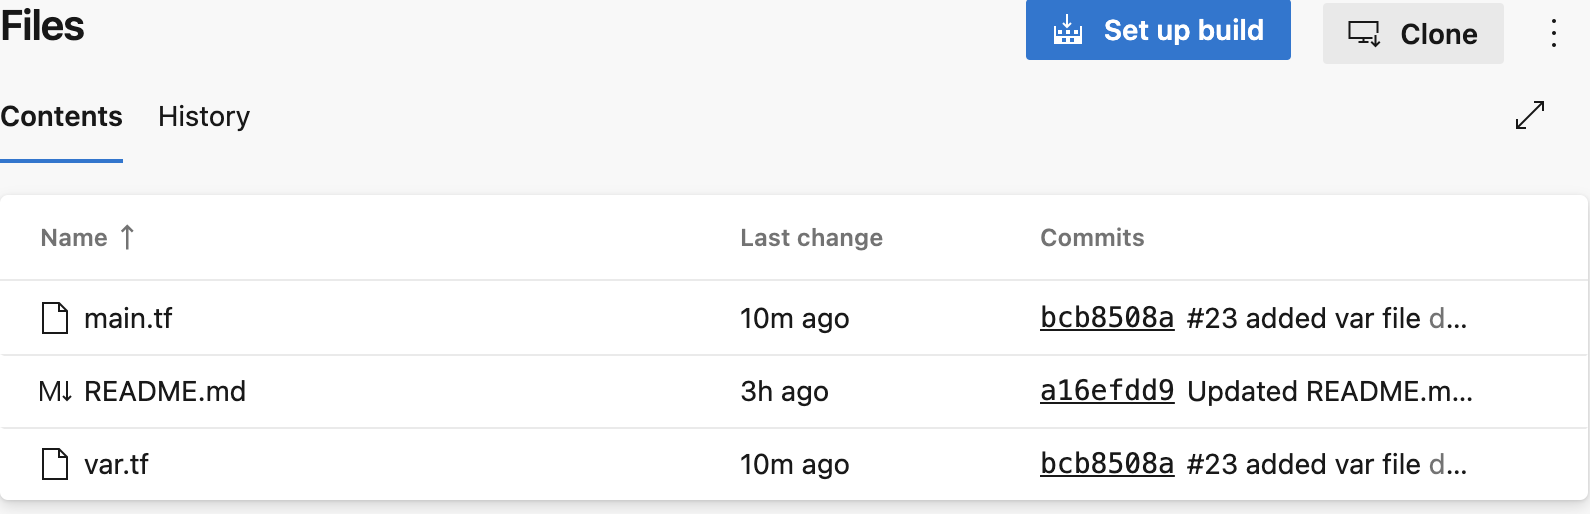 Files
Set up build
Clone
Contents History
Name ↑ Last change Commits
main.tf 10m ago bcb8508a #23 added var file d...
M↓ README.md 3h ago a16efdd9 Updated README.m...
var.tf 10m ago bcb8508a #23 added var file d...